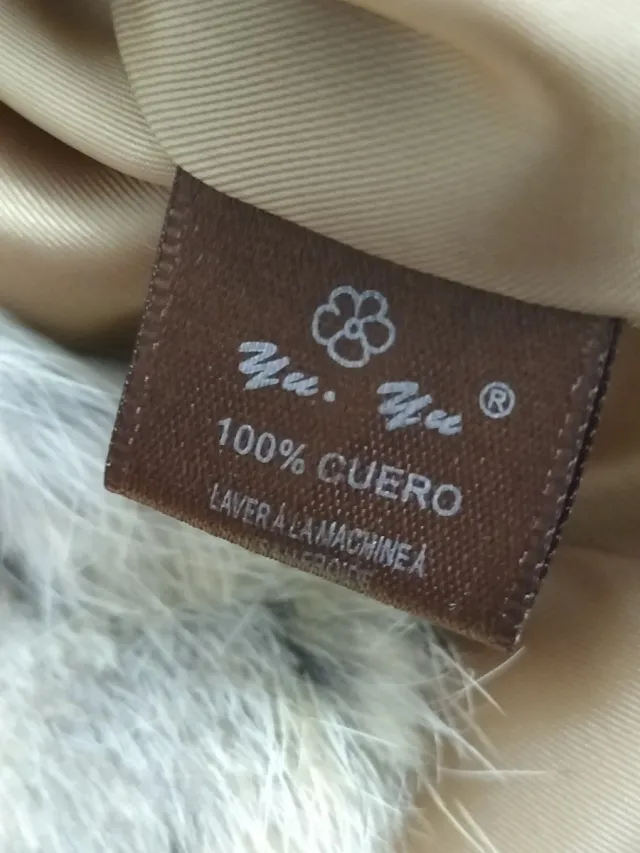 Yu. Yu ®
100% CUERO
LAVER À LA MACHINE À